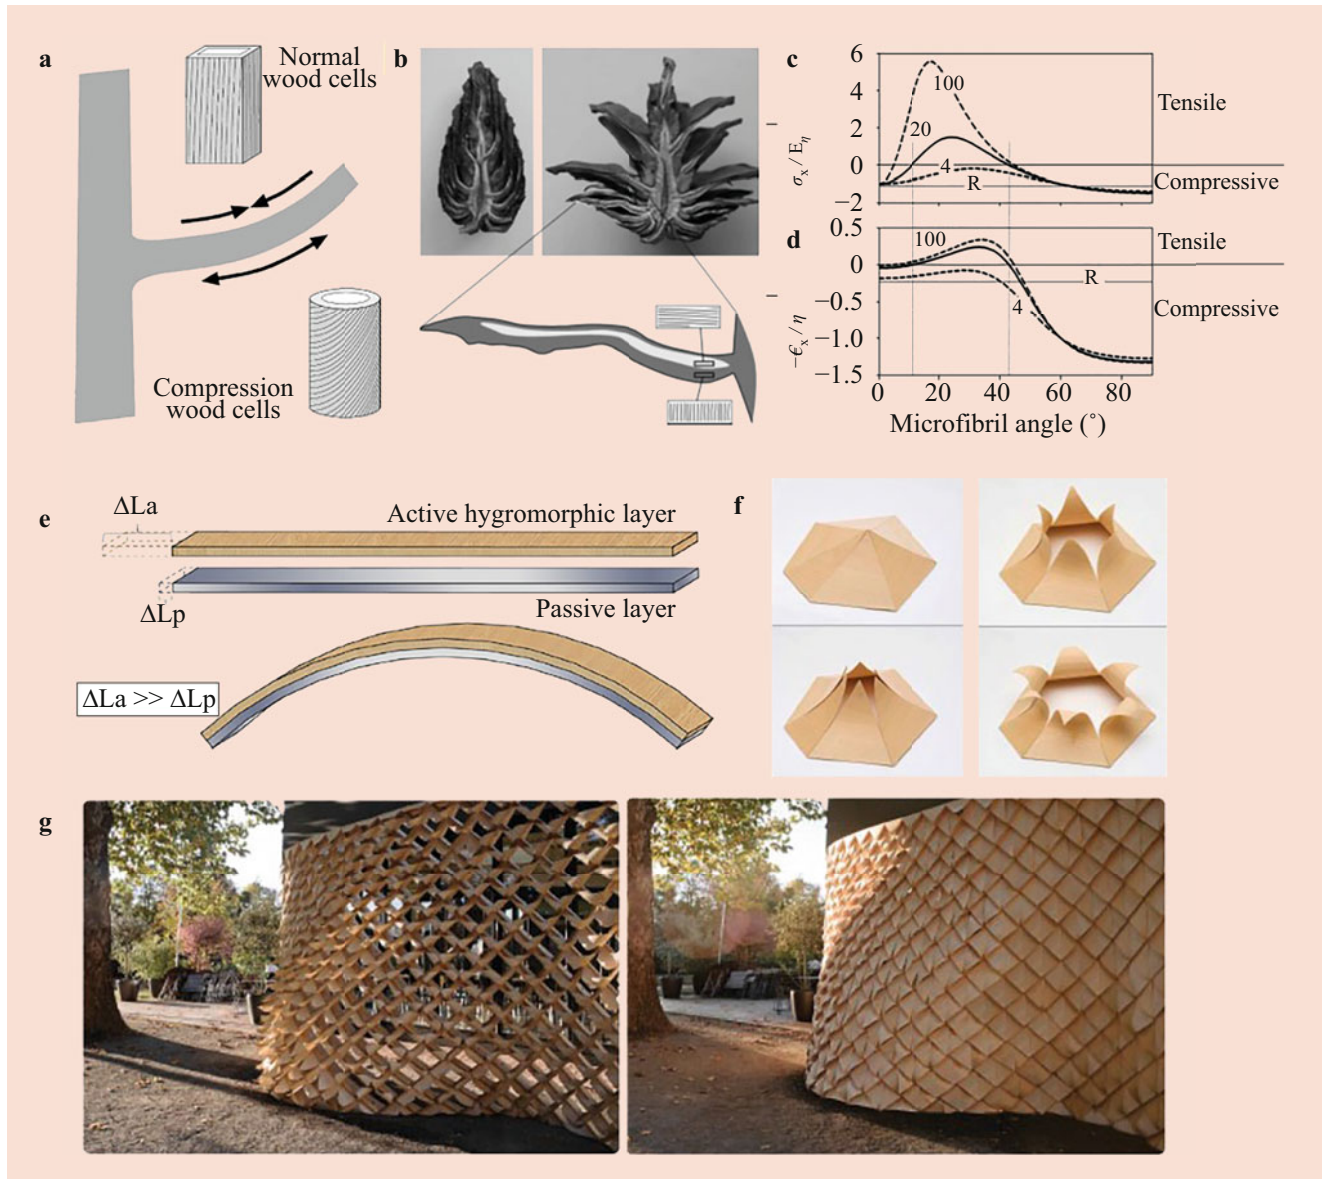 a
Normal
wood cells
Compression
wood cells
b
c
6
4
2
0
−2
σx / Eη
100
20
4
R
Tensile
Compressive
d
0.5
0
−0.5
−1.0
−1.5
−ϵx / η
100
R
4
Tensile
Compressive
0
20
40
60
80
Microfibril angle (°)
e
ΔLa
Active hygromorphic layer
ΔLp
Passive layer
ΔLa >> ΔLp
f
g